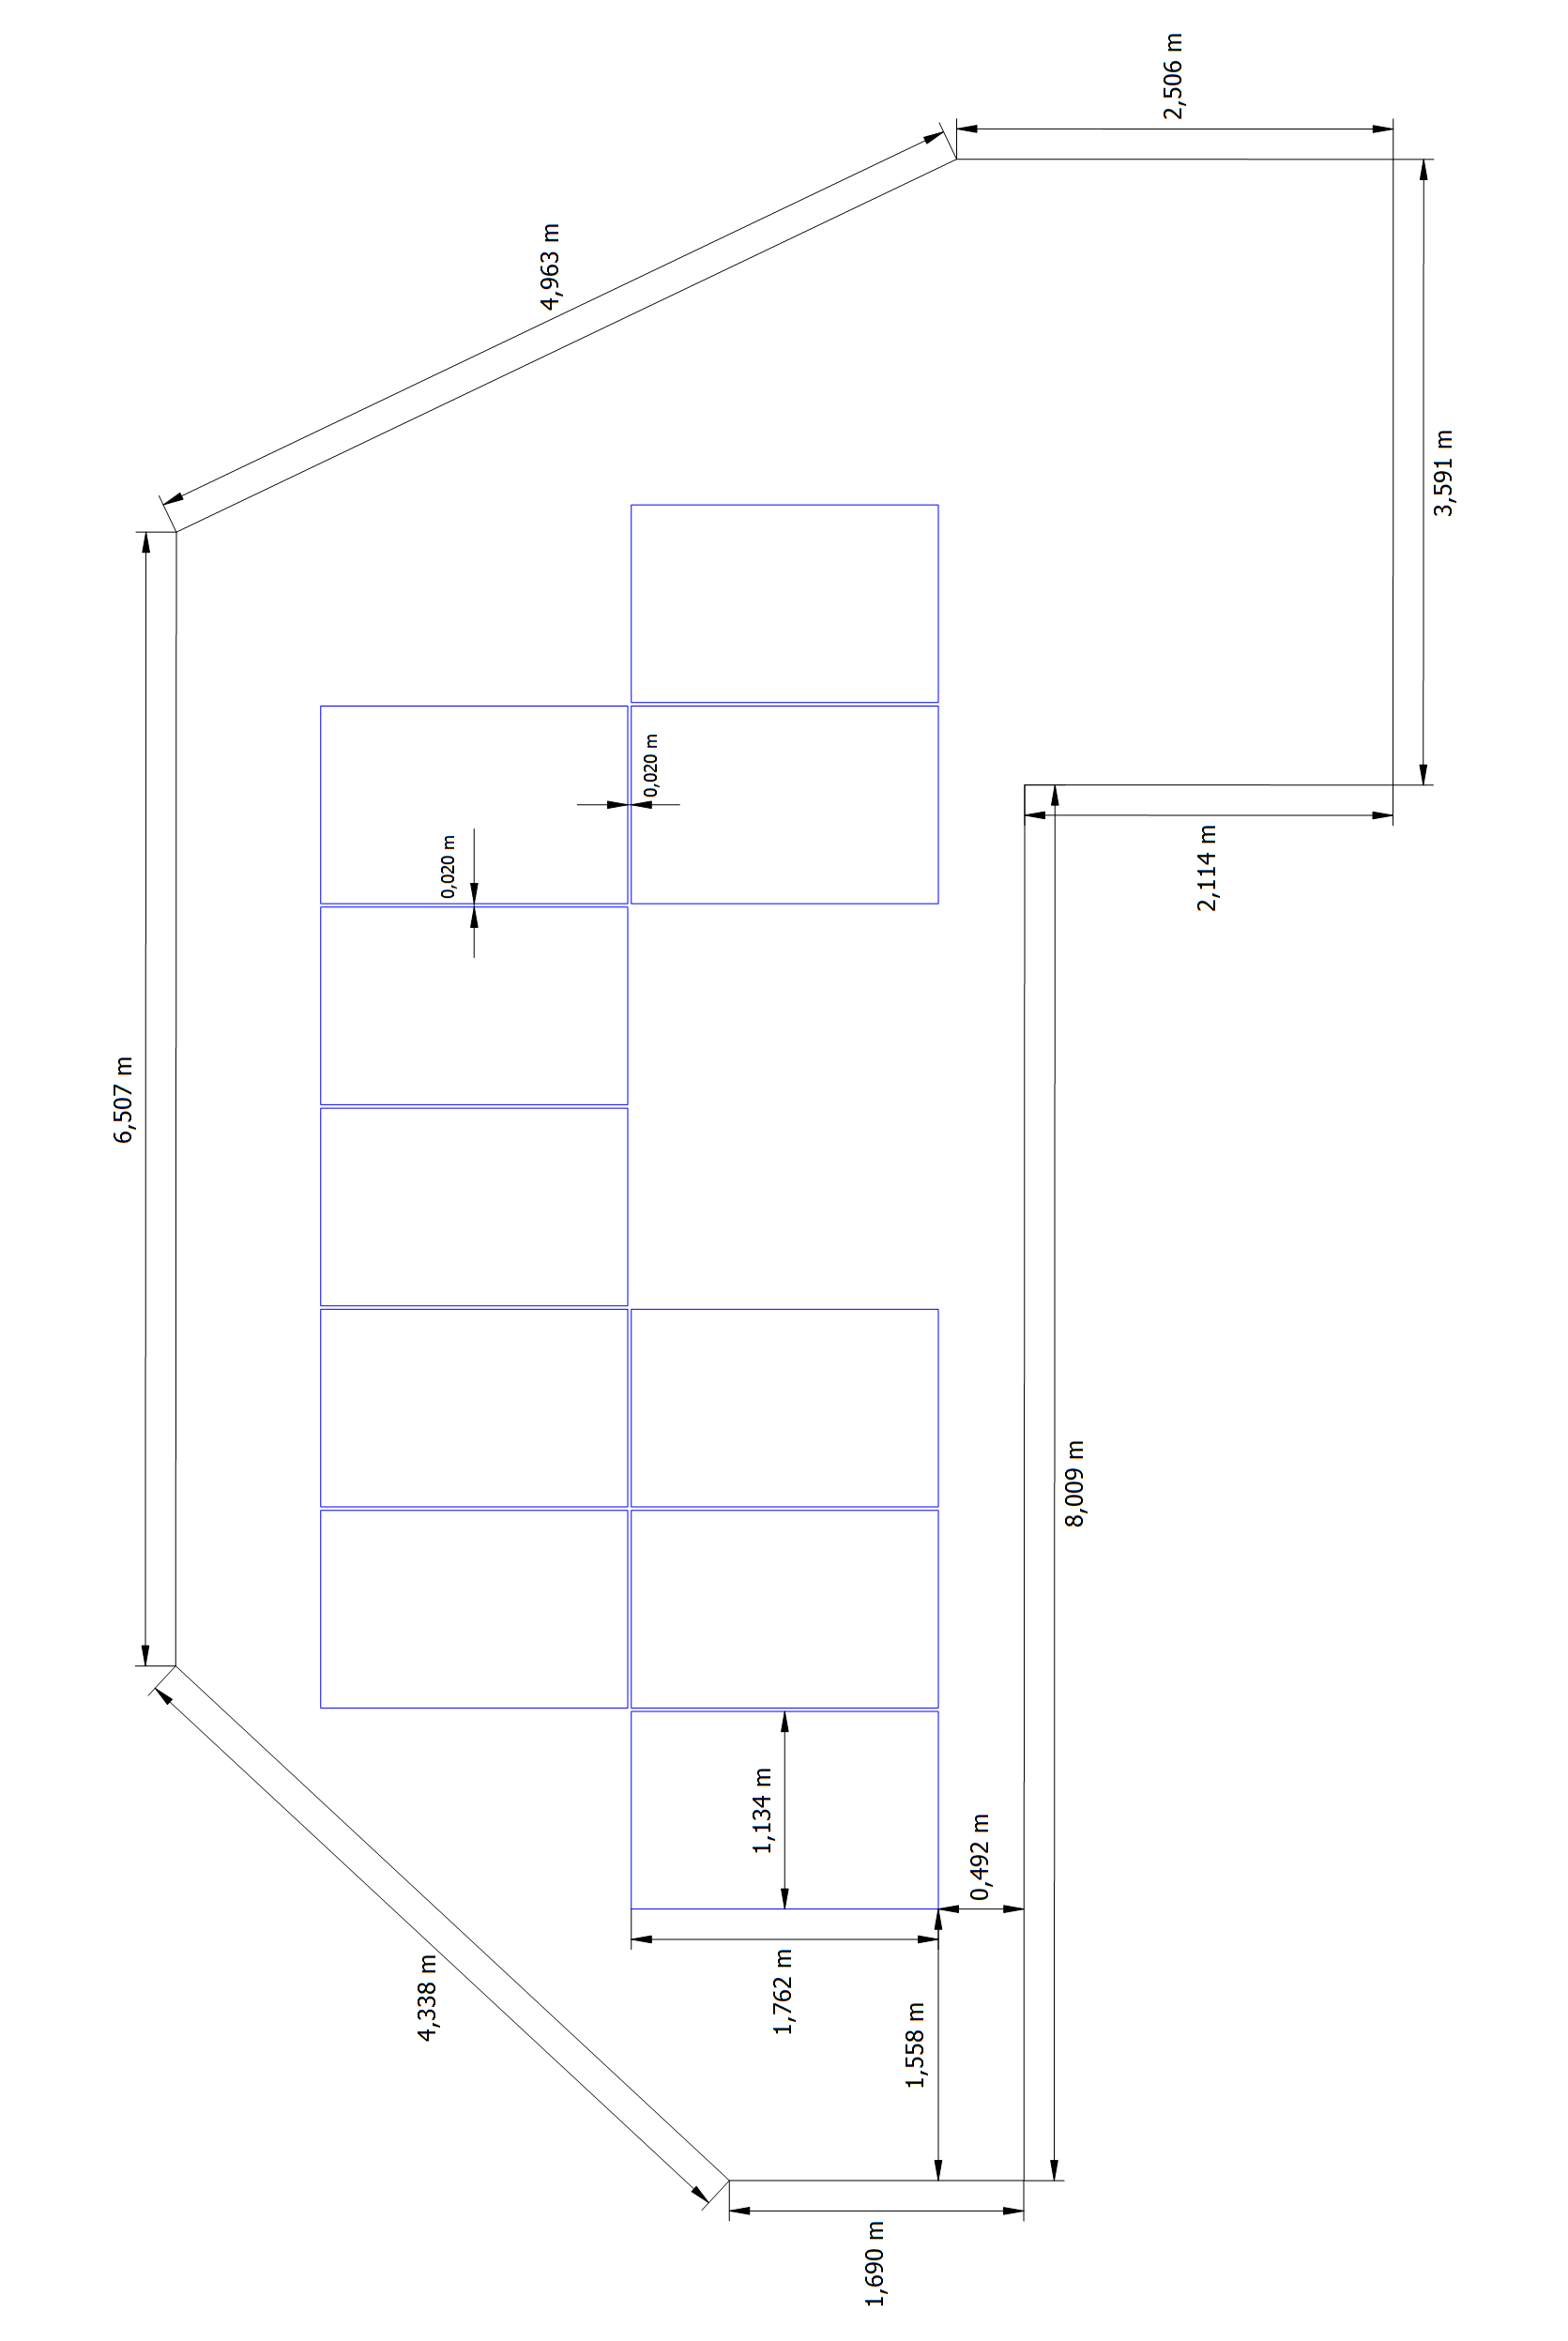 2,506 m
4,963 m
3,591 m
0,020 m
0,020 m
2,114 m
6,507 m
8,009 m
1,134 m
0,492 m
1,762 m
4,338 m
1,558 m
1,690 m